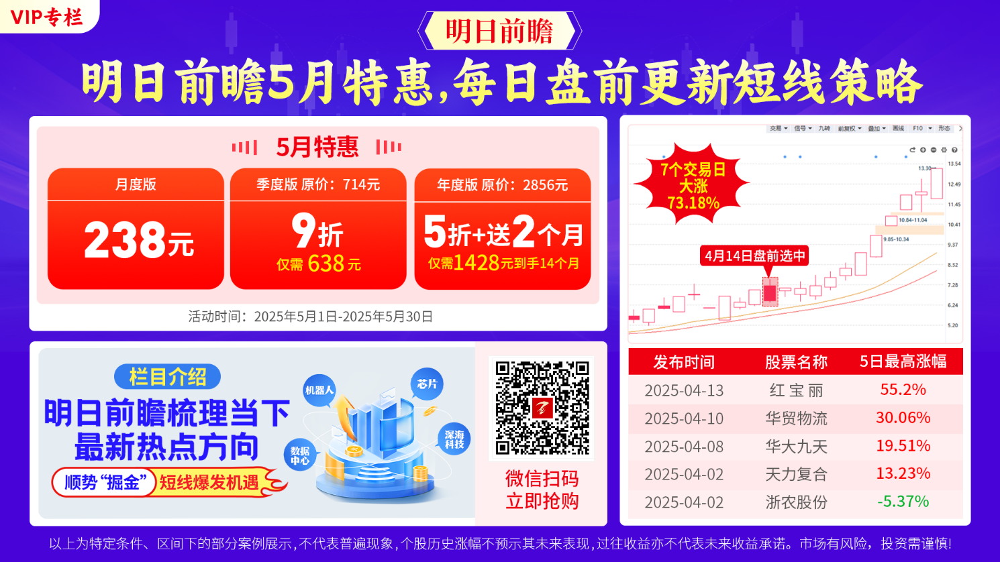 VIP专栏
明日前瞻
明日前瞻5月特惠,每日盘前更新短线策略
5月特惠
月度版
238元
季度版 原价：714元
9折
仅需 638 元
年度版 原价：2856元
5折+送2个月
仅需1428元到手14个月
活动时间：2025年5月1日-2025年5月30日
栏目介绍
明日前瞻梳理当下
最新热点方向
顺势“掘金” 短线爆发机遇
机器人
芯片
数据
中心
深海
科技
微信扫码
立即抢购
交易 信号 九转 前复权 叠加 画线 F10 形态
7个交易日
大涨
73.18%
4月14日盘前选中
13.30
10.84-11.04
9.85-10.34
13.54
12.49
11.45
10.41
9.37
8.32
7.28
6.24
5.20
发布时间 股票名称 5日最高涨幅
2025-04-13 红 宝 丽 55.2%
2025-04-10 华贸物流 30.06%
2025-04-08 华大九天 19.51%
2025-04-02 天力复合 13.23%
2025-04-02 浙农股份 -5.37%
以上为特定条件、区间下的部分案例展示,不代表普遍现象,个股历史涨幅不预示其未来表现,过往收益亦不代表未来收益承诺。市场有风险，投资需谨慎!